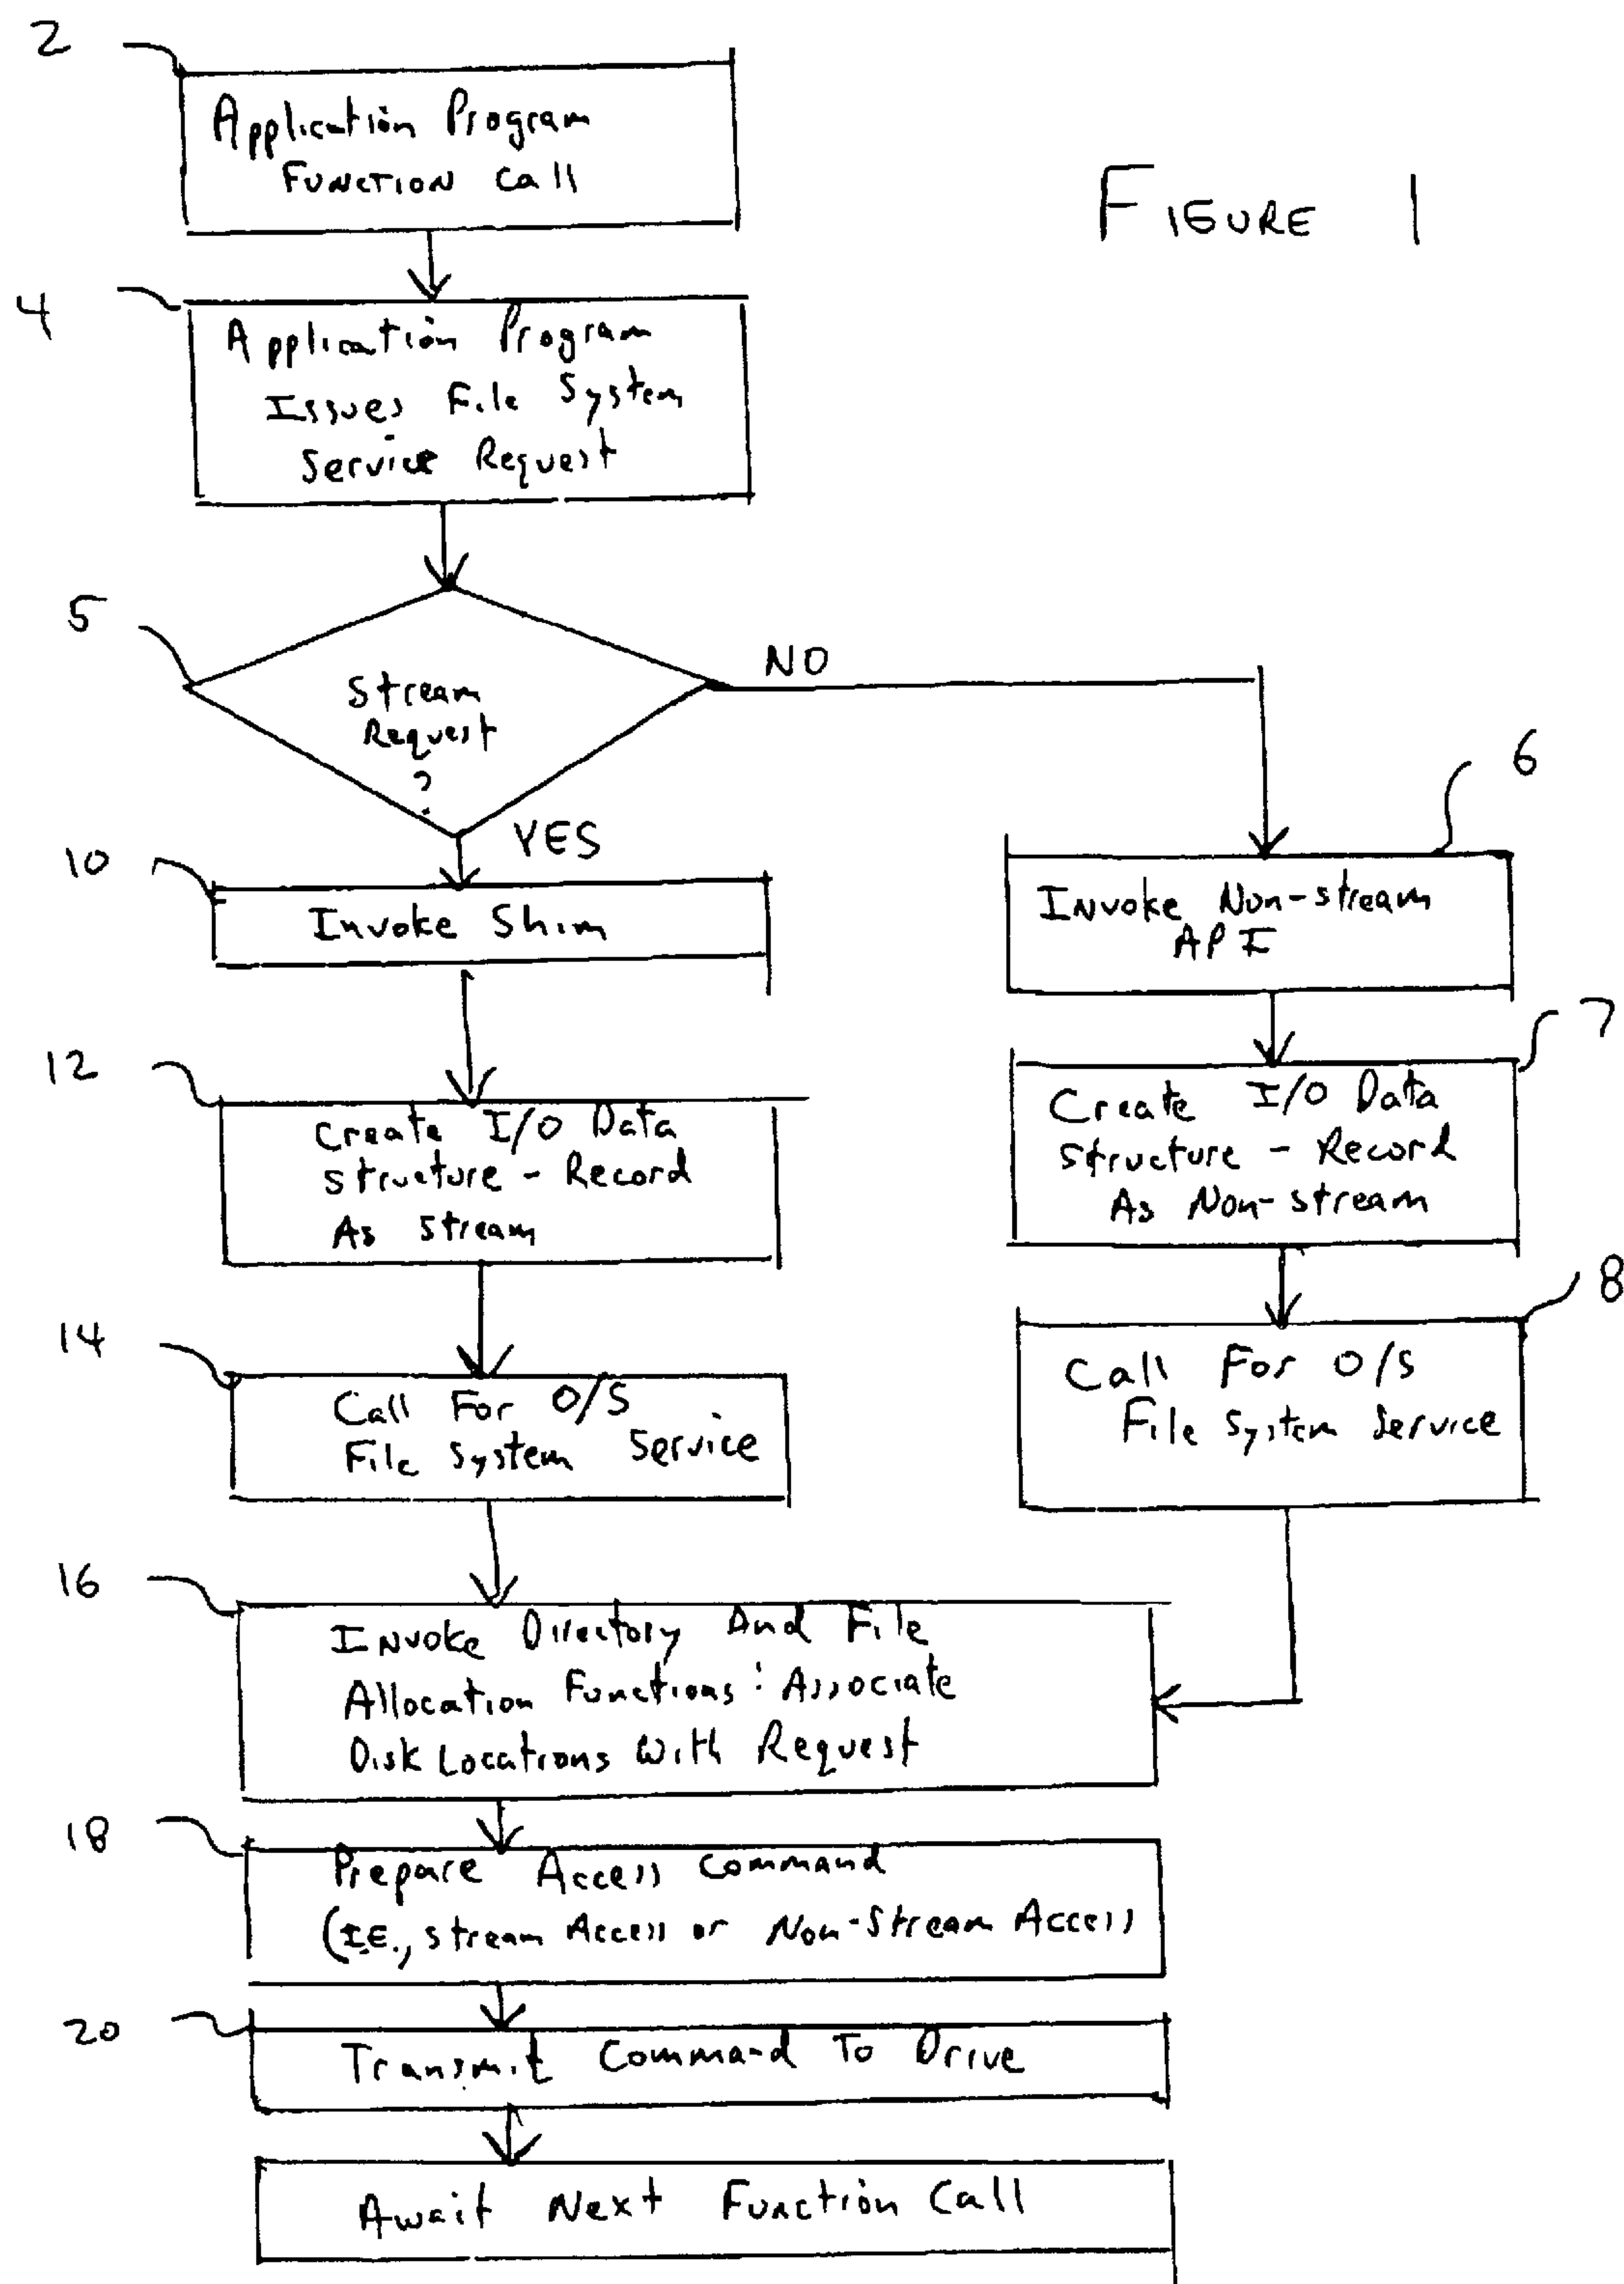 2
Application Program
Function Call
FIGURE 1
4
Application Program
Issues File System
Service Request
5
Stream
Request
?
NO
YES
6
Invoke Non-stream
API
10
Invoke Shim
7
Create I/O Data
Structure - Record
As Non-stream
12
Create I/O Data
Structure - Record
As Stream
8
Call For O/S
File System Service
14
Call For O/S
File System Service
16
Invoke Directory And File
Allocation Functions: Associate
Disk Locations With Request
18
Prepare Access Command
(I.E., Stream Access or Non-Stream Access
20
Transmit Command To Drive
Await Next Function Call